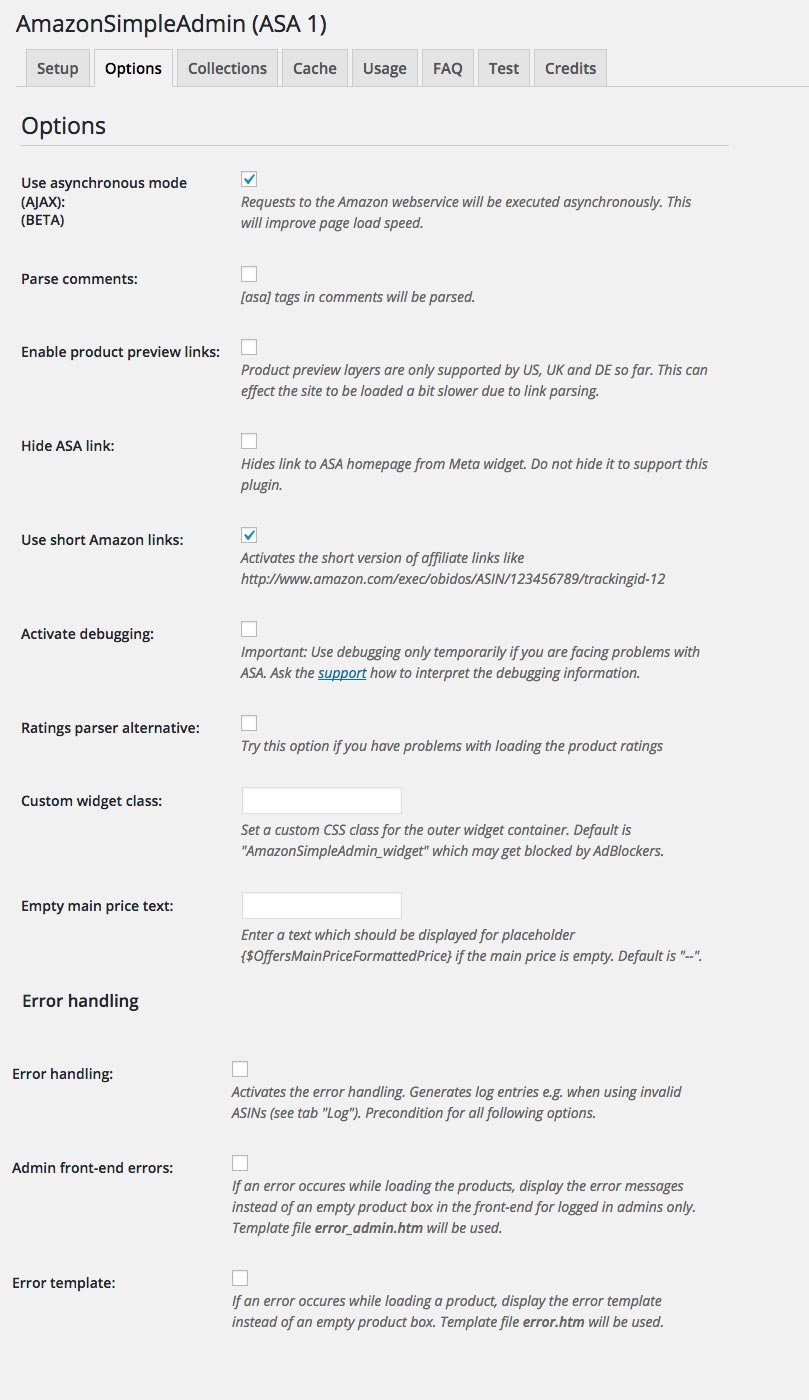 AmazonSimpleAdmin (ASA 1)
Setup Options Collections Cache Usage FAQ Test Credits
Options
Use asynchronous mode
(AJAX):
(BETA)
Requests to the Amazon webservice will be executed asynchronously. This
will improve page load speed.
Parse comments:
[asa] tags in comments will be parsed.
Enable product preview links:
Product preview layers are only supported by US, UK and DE so far. This can
effect the site to be loaded a bit slower due to link parsing.
Hide ASA link:
Hides link to ASA homepage from Meta widget. Do not hide it to support this
plugin.
Use short Amazon links:
Activates the short version of affiliate links like
http://www.amazon.com/exec/obidos/ASIN/123456789/trackingid-12
Activate debugging:
Important: Use debugging only temporarily if you are facing problems with
ASA. Ask the support how to interpret the debugging information.
Ratings parser alternative:
Try this option if you have problems with loading the product ratings
Custom widget class:
Set a custom CSS class for the outer widget container. Default is
"AmazonSimpleAdmin_widget" which may get blocked by AdBlockers.
Empty main price text:
Enter a text which should be displayed for placeholder
{$OffersMainPriceFormattedPrice} if the main price is empty. Default is "--".
Error handling
Error handling:
Activates the error handling. Generates log entries e.g. when using invalid
ASINs (see tab "Log"). Precondition for all following options.
Admin front-end errors:
If an error occures while loading the products, display the error messages
instead of an empty product box in the front-end for logged in admins only.
Template file error_admin.htm will be used.
Error template:
If an error occures while loading a product, display the error template
instead of an empty product box. Template file error.htm will be used.